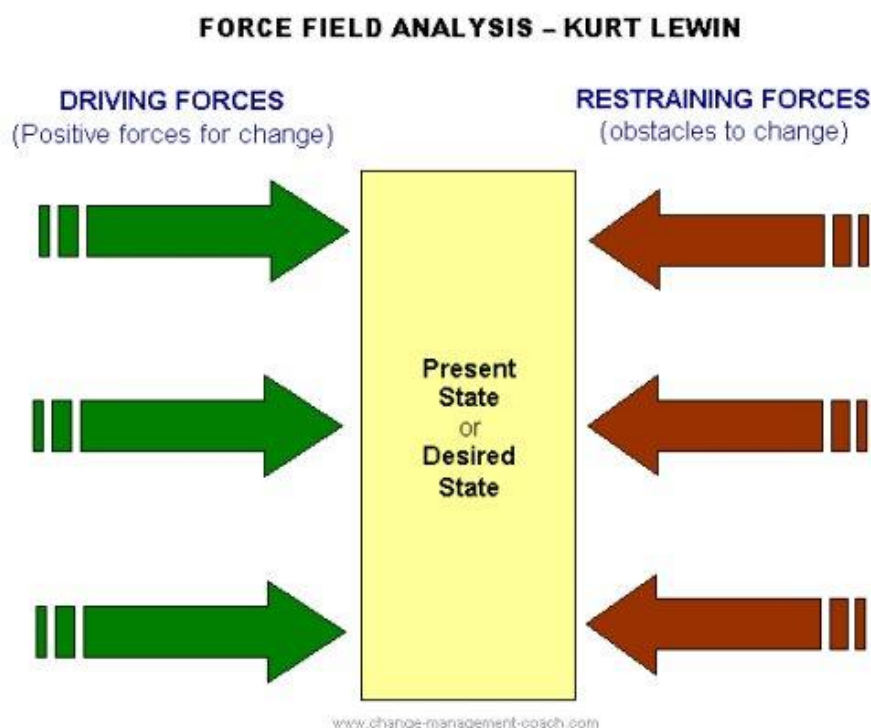 FORCE FIELD ANALYSIS – KURT LEWIN
DRIVING FORCES
(Positive forces for change)
RESTRAINING FORCES
(obstacles to change)
Present
State
or
Desired
State
www.change-management-coach.com